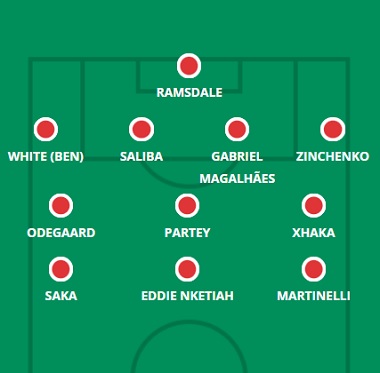 RAMSDALE
WHITE (BEN) SALIBA GABRIEL ZINCHENKO
MAGALHÃES
ODEGAARD PARTEY XHAKA
SAKA EDDIE NKETIAH MARTINELLI